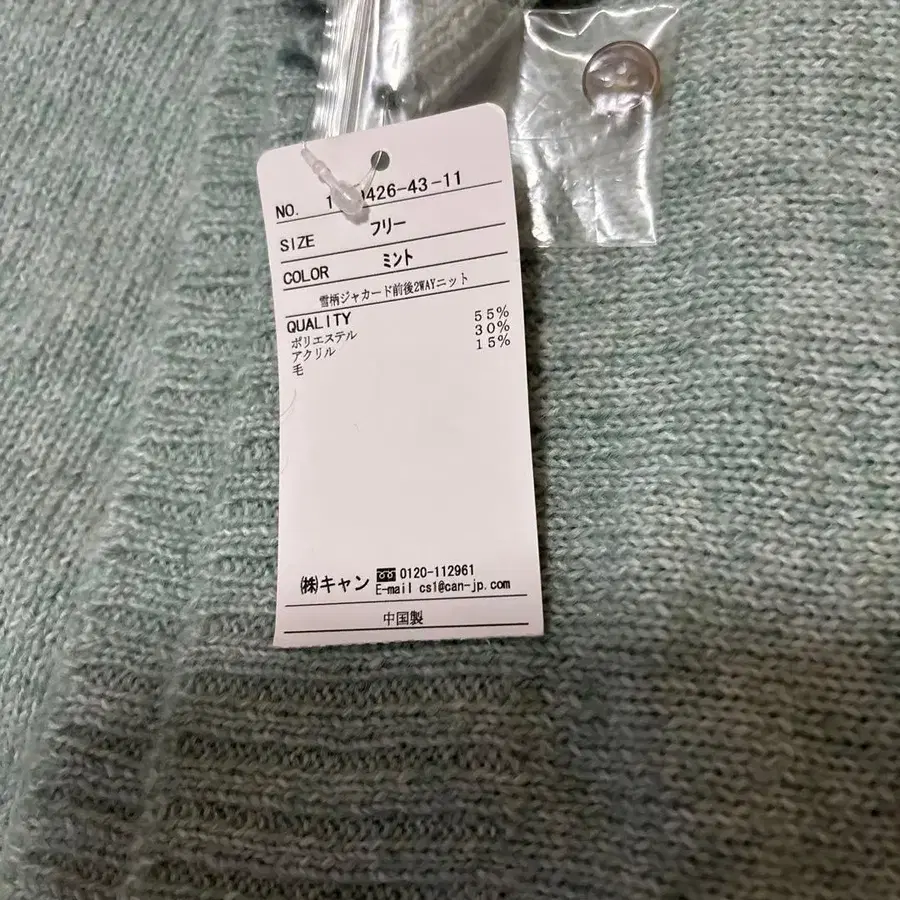 NO. 426-43-11
SIZE フリー
COLOR ミント
雪柄ジャカード前後2WAYニット
QUALITY
ポリエステル 55%
アクリル 30%
毛 15%
㈱キャン 0120-112961
E-mail cs1@can-jp.com
中国製